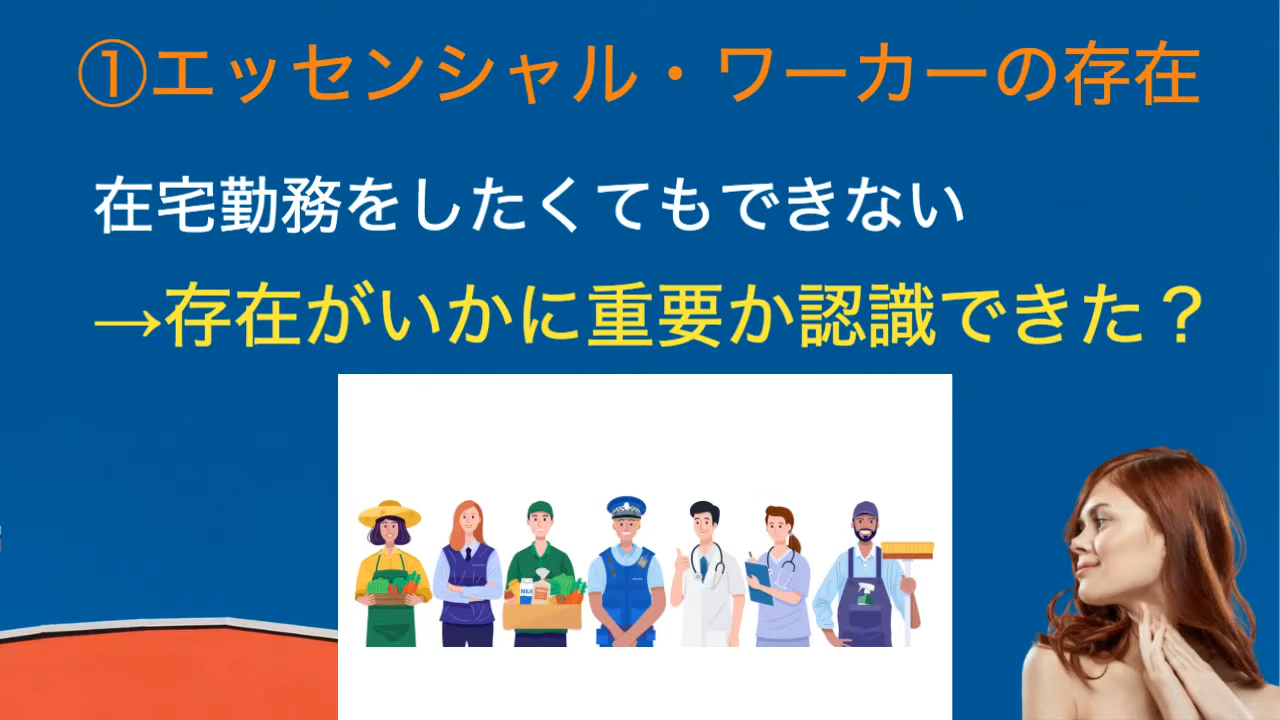 ①エッセンシャル・ワーカーの存在
在宅勤務をしたくてもできない
→存在がいかに重要か認識できた？
MILK